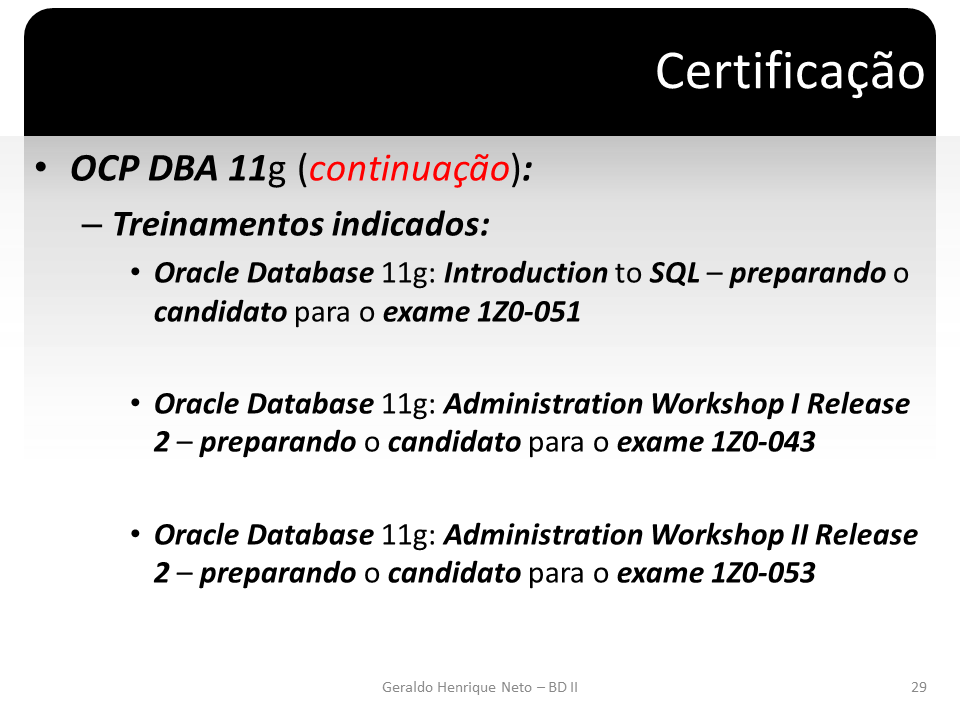 Certificação
• OCP DBA 11g (continuação):
– Treinamentos indicados:
• Oracle Database 11g: Introduction to SQL – preparando o
candidato para o exame 1Z0-051
• Oracle Database 11g: Administration Workshop I Release
2 – preparando o candidato para o exame 1Z0-043
• Oracle Database 11g: Administration Workshop II Release
2 – preparando o candidato para o exame 1Z0-053
Geraldo Henrique Neto – BD II
29